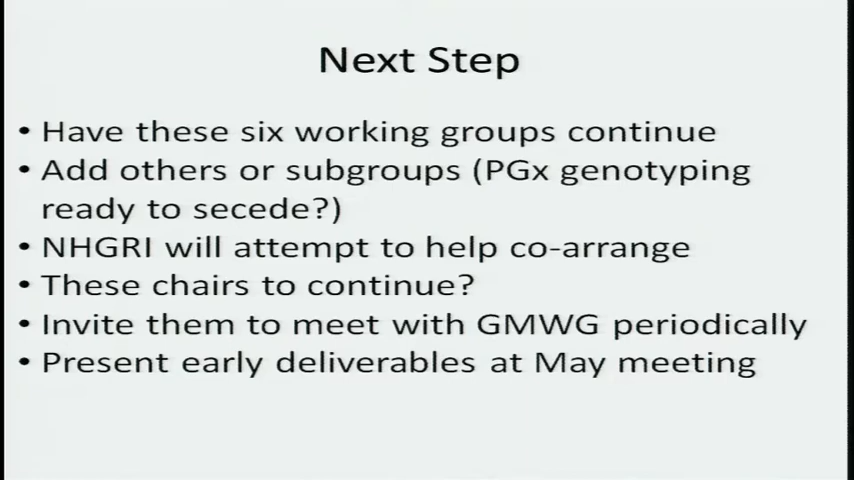 Next Step
• Have these six working groups continue
• Add others or subgroups (PGx genotyping
ready to secede?)
• NHGRI will attempt to help co-arrange
• These chairs to continue?
• Invite them to meet with GMWG periodically
• Present early deliverables at May meeting